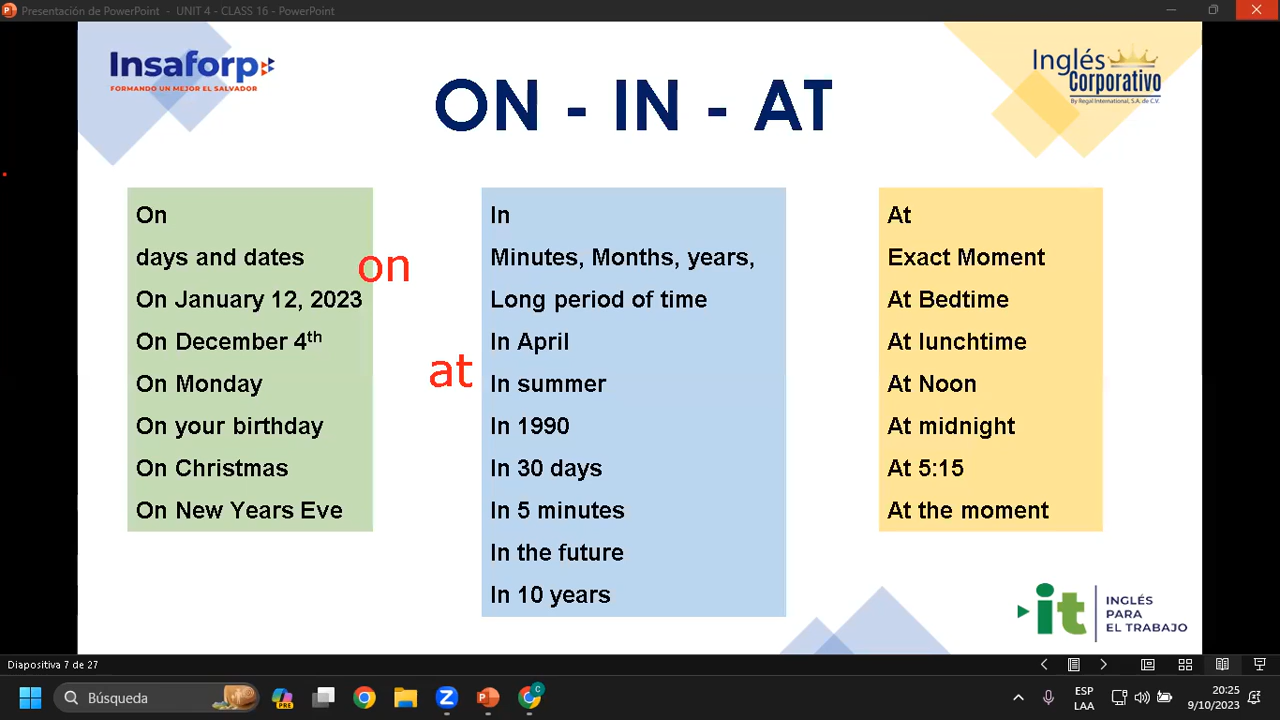 Presentación de PowerPoint - UNIT 4 - CLASS 16 - PowerPoint
Insaforp
FORMANDO UN MEJOR EL SALVADOR
Inglés
Corporativo
By Regal International, S.A. de C.V.
ON - IN - AT
On
days and dates
On January 12, 2023
On December 4th
On Monday
On your birthday
On Christmas
On New Years Eve
on
at
In
Minutes, Months, years,
Long period of time
In April
In summer
In 1990
In 30 days
In 5 minutes
In the future
In 10 years
At
Exact Moment
At Bedtime
At lunchtime
At Noon
At midnight
At 5:15
At the moment
it
INGLÉS
PARA
EL TRABAJO
Diapositiva 7 de 27
Búsqueda
PRE
ESP
LAA
20:25
9/10/2023